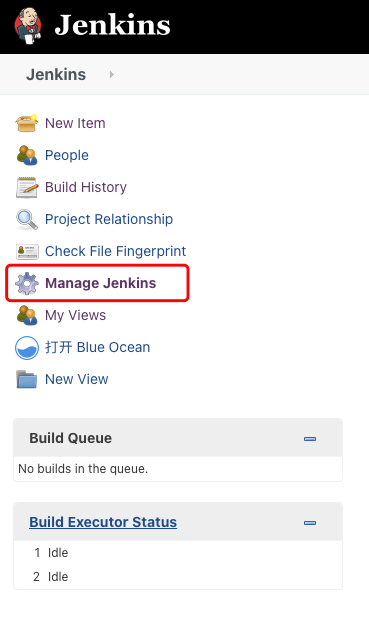 Jenkins
Jenkins
New Item
People
Build History
Project Relationship
Check File Fingerprint
Manage Jenkins
My Views
打开 Blue Ocean
New View
Build Queue
No builds in the queue.
Build Executor Status
1 Idle
2 Idle